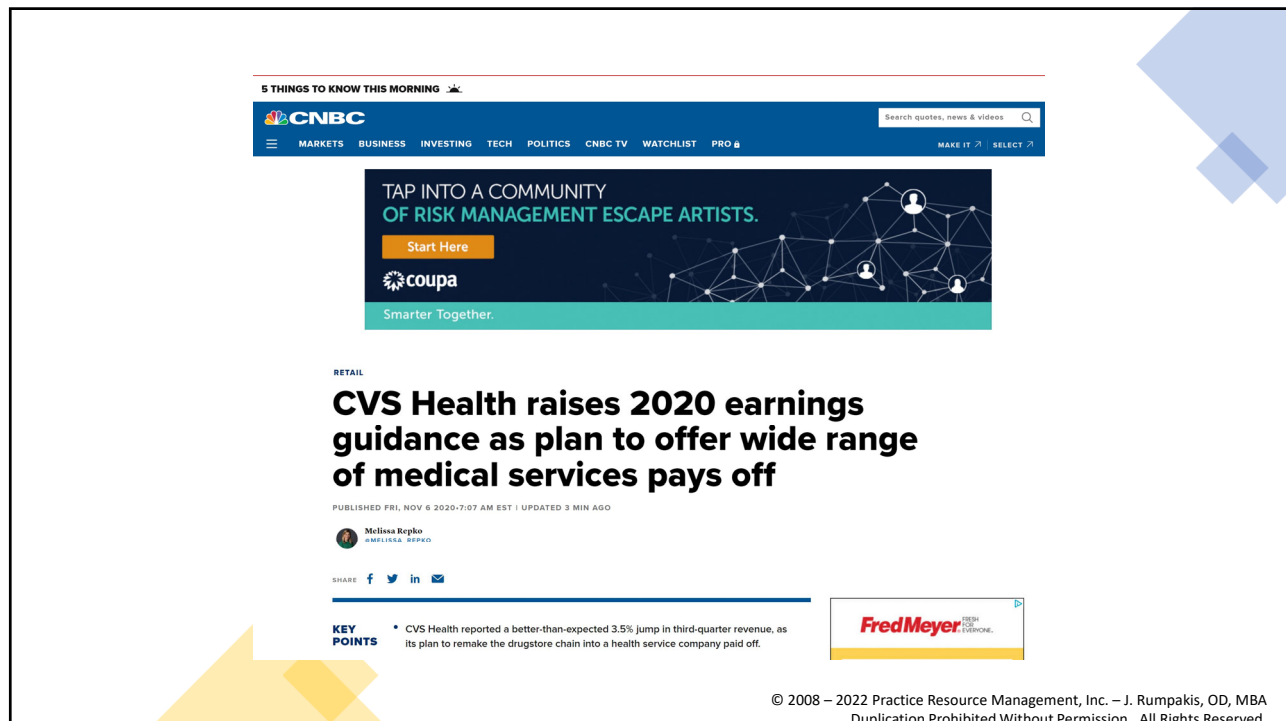 5 THINGS TO KNOW THIS MORNING
CNBC
Search quotes, news & videos
MARKETS BUSINESS INVESTING TECH POLITICS CNBC TV WATCHLIST PRO
MAKE IT SELECT
TAP INTO A COMMUNITY
OF RISK MANAGEMENT ESCAPE ARTISTS.
Start Here
coupa
Smarter Together.
RETAIL
CVS Health raises 2020 earnings
guidance as plan to offer wide range
of medical services pays off
PUBLISHED FRI, NOV 6 2020•7:07 AM EST | UPDATED 3 MIN AGO
Melissa Repko
@MELISSA_REPKO
SHARE
KEY POINTS
• CVS Health reported a better-than-expected 3.5% jump in third-quarter revenue, as
its plan to remake the drugstore chain into a health service company paid off.
Fred Meyer® FRESH FOR EVERYONE.
© 2008 – 2022 Practice Resource Management, Inc. – J. Rumpakis, OD, MBA
Duplication Prohibited Without Permission. All Rights Reserved.